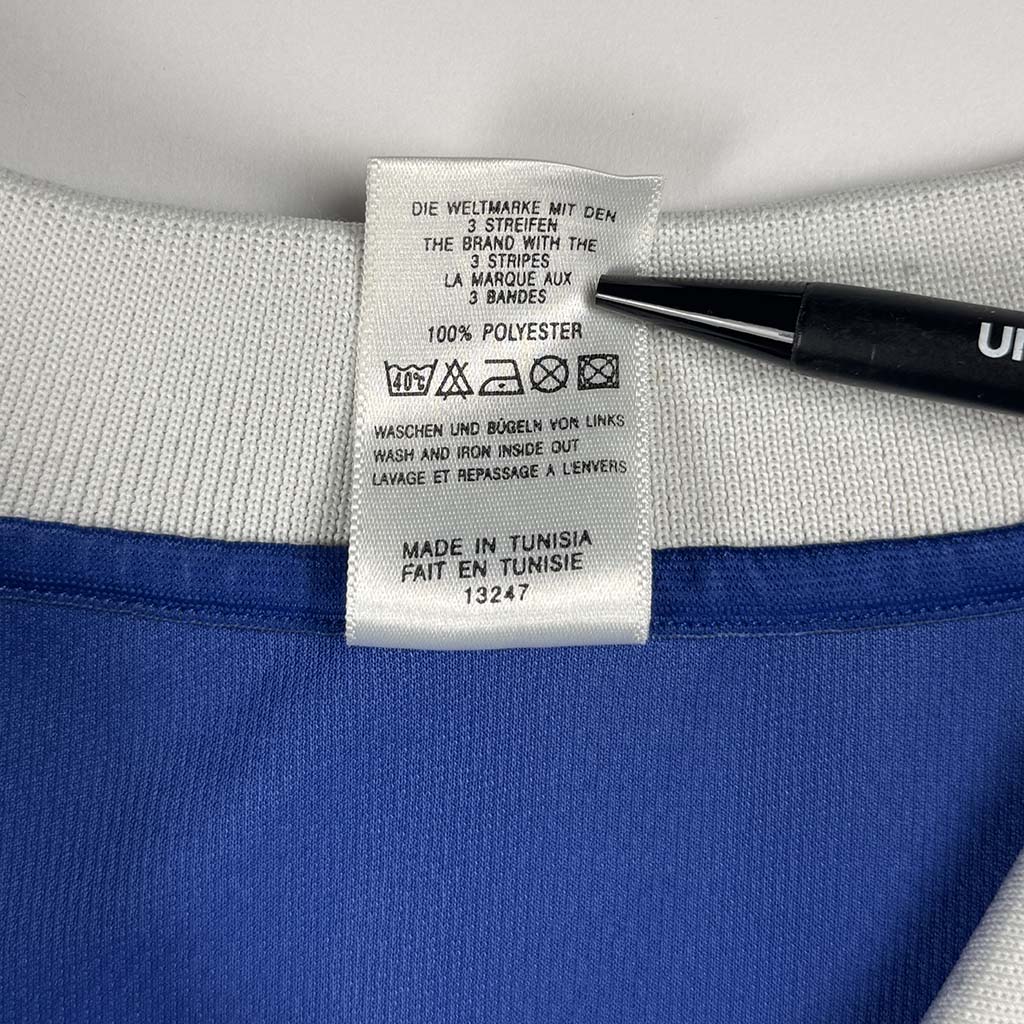 DIE WELTMARKE MIT DEN
3 STREIFEN
THE BRAND WITH THE
3 STRIPES
LA MARQUE AUX
3 BANDES
100% POLYESTER
40°C
WASCHEN UND BÜGELN VON LINKS
WASH AND IRON INSIDE OUT
LAVAGE ET REPASSAGE A L'ENVERS
MADE IN TUNISIA
FAIT EN TUNISIE
13247